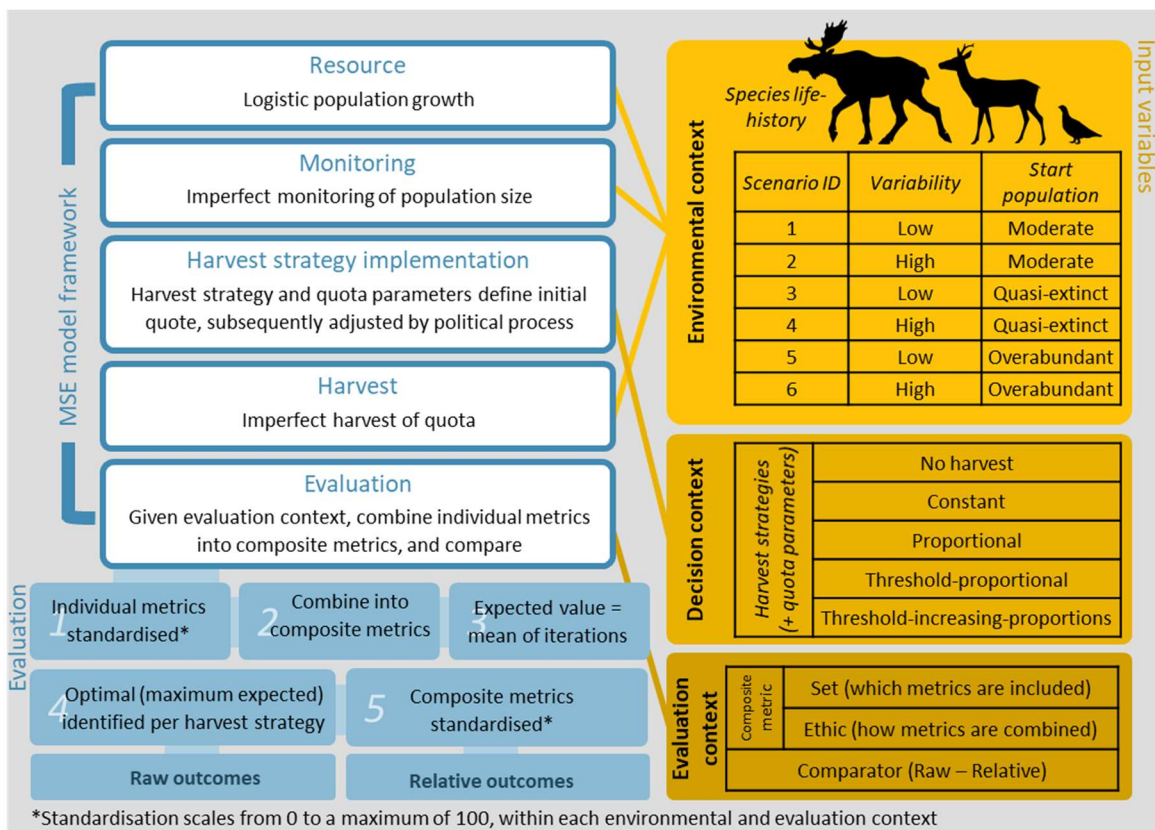 MSE model framework
Resource
Logistic population growth
Monitoring
Imperfect monitoring of population size
Harvest strategy implementation
Harvest strategy and quota parameters define initial
quote, subsequently adjusted by political process
Harvest
Imperfect harvest of quota
Evaluation
Given evaluation context, combine individual metrics
into composite metrics, and compare
Evaluation
1
Individual metrics
standardised*
2
Combine into
composite metrics
3
Expected value =
mean of iterations
4
Optimal (maximum expected)
identified per harvest strategy
5
Composite metrics
standardised*
Raw outcomes
Relative outcomes
Input variables
Environmental context
Species life-
history
Scenario ID Variability Start
population
1 Low Moderate
2 High Moderate
3 Low Quasi-extinct
4 High Quasi-extinct
5 Low Overabundant
6 High Overabundant
Decision context
Harvest strategies
(+ quota parameters)
No harvest
Constant
Proportional
Threshold-proportional
Threshold-increasing-proportions
Evaluation
context
Composite
metric
Set (which metrics are included)
Ethic (how metrics are combined)
Comparator (Raw – Relative)
*Standardisation scales from 0 to a maximum of 100, within each environmental and evaluation context